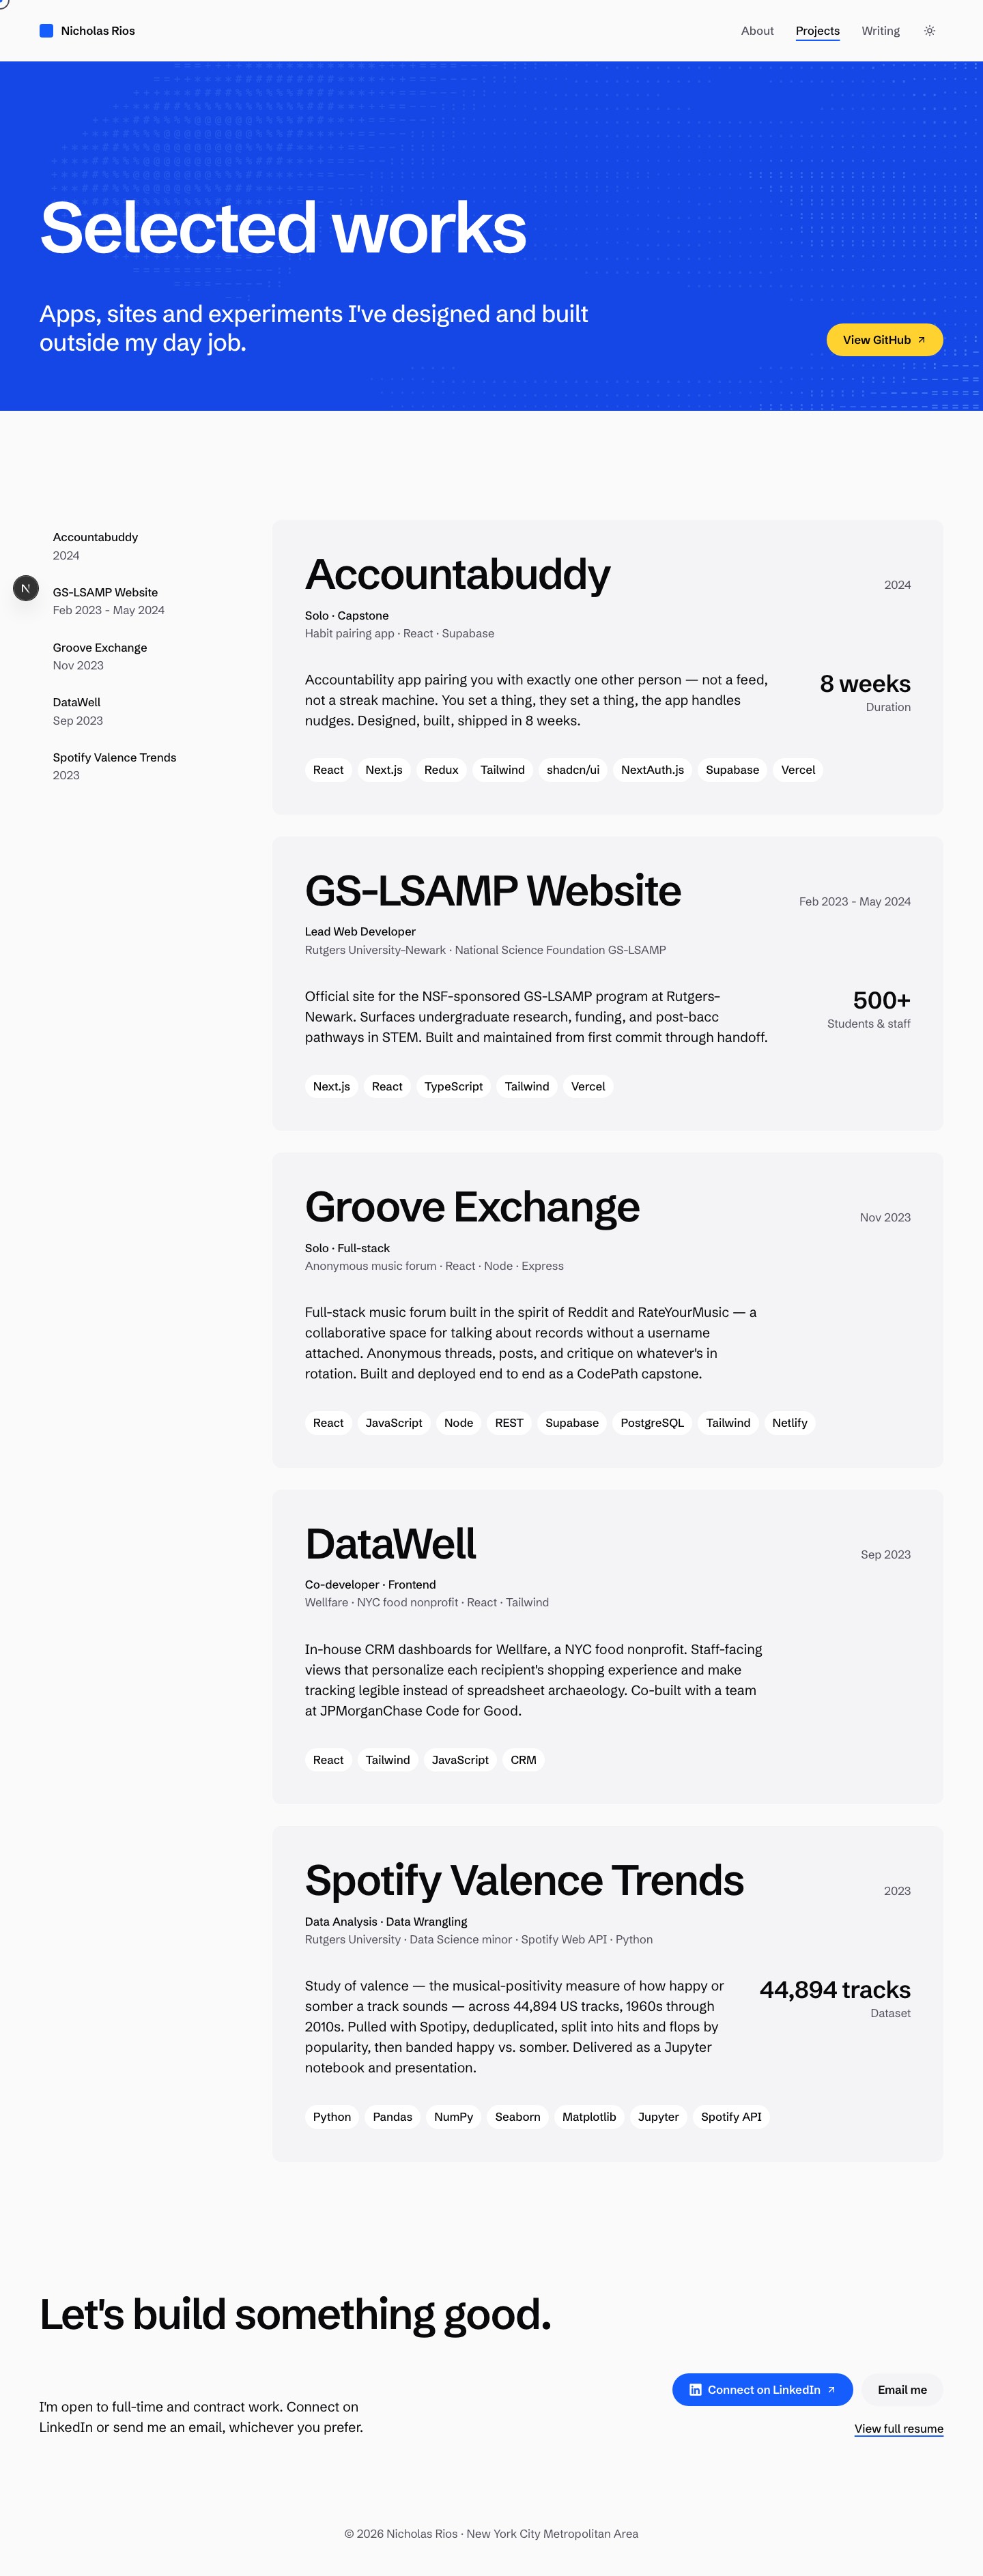 Nicholas Rios
About
Projects
Writing
Selected works
Apps, sites and experiments I've designed and built
outside my day job.
View GitHub
Accountabuddy
2024
GS-LSAMP Website
Feb 2023 - May 2024
Groove Exchange
Nov 2023
DataWell
Sep 2023
Spotify Valence Trends
2023
N
Accountabuddy
2024
Solo · Capstone
Habit pairing app · React · Supabase
Accountability app pairing you with exactly one other person — not a feed,
not a streak machine. You set a thing, they set a thing, the app handles
nudges. Designed, built, shipped in 8 weeks.
8 weeks
Duration
React Next.js Redux Tailwind shadcn/ui NextAuth.js Supabase Vercel
GS-LSAMP Website
Feb 2023 - May 2024
Lead Web Developer
Rutgers University-Newark · National Science Foundation GS-LSAMP
Official site for the NSF-sponsored GS-LSAMP program at Rutgers-
Newark. Surfaces undergraduate research, funding, and post-bacc
pathways in STEM. Built and maintained from first commit through handoff.
500+
Students & staff
Next.js React TypeScript Tailwind Vercel
Groove Exchange
Nov 2023
Solo · Full-stack
Anonymous music forum · React · Node · Express
Full-stack music forum built in the spirit of Reddit and RateYourMusic — a
collaborative space for talking about records without a username
attached. Anonymous threads, posts, and critique on whatever's in
rotation. Built and deployed end to end as a CodePath capstone.
React JavaScript Node REST Supabase PostgreSQL Tailwind Netlify
DataWell
Sep 2023
Co-developer · Frontend
Wellfare · NYC food nonprofit · React · Tailwind
In-house CRM dashboards for Wellfare, a NYC food nonprofit. Staff-facing
views that personalize each recipient's shopping experience and make
tracking legible instead of spreadsheet archaeology. Co-built with a team
at JPMorganChase Code for Good.
React Tailwind JavaScript CRM
Spotify Valence Trends
2023
Data Analysis · Data Wrangling
Rutgers University · Data Science minor · Spotify Web API · Python
Study of valence — the musical-positivity measure of how happy or
somber a track sounds — across 44,894 US tracks, 1960s through
2010s. Pulled with Spotipy, deduplicated, split into hits and flops by
popularity, then banded happy vs. somber. Delivered as a Jupyter
notebook and presentation.
44,894 tracks
Dataset
Python Pandas NumPy Seaborn Matplotlib Jupyter Spotify API
Let's build something good.
I'm open to full-time and contract work. Connect on
LinkedIn or send me an email, whichever you prefer.
in Connect on LinkedIn
Email me
View full resume
© 2026 Nicholas Rios · New York City Metropolitan Area